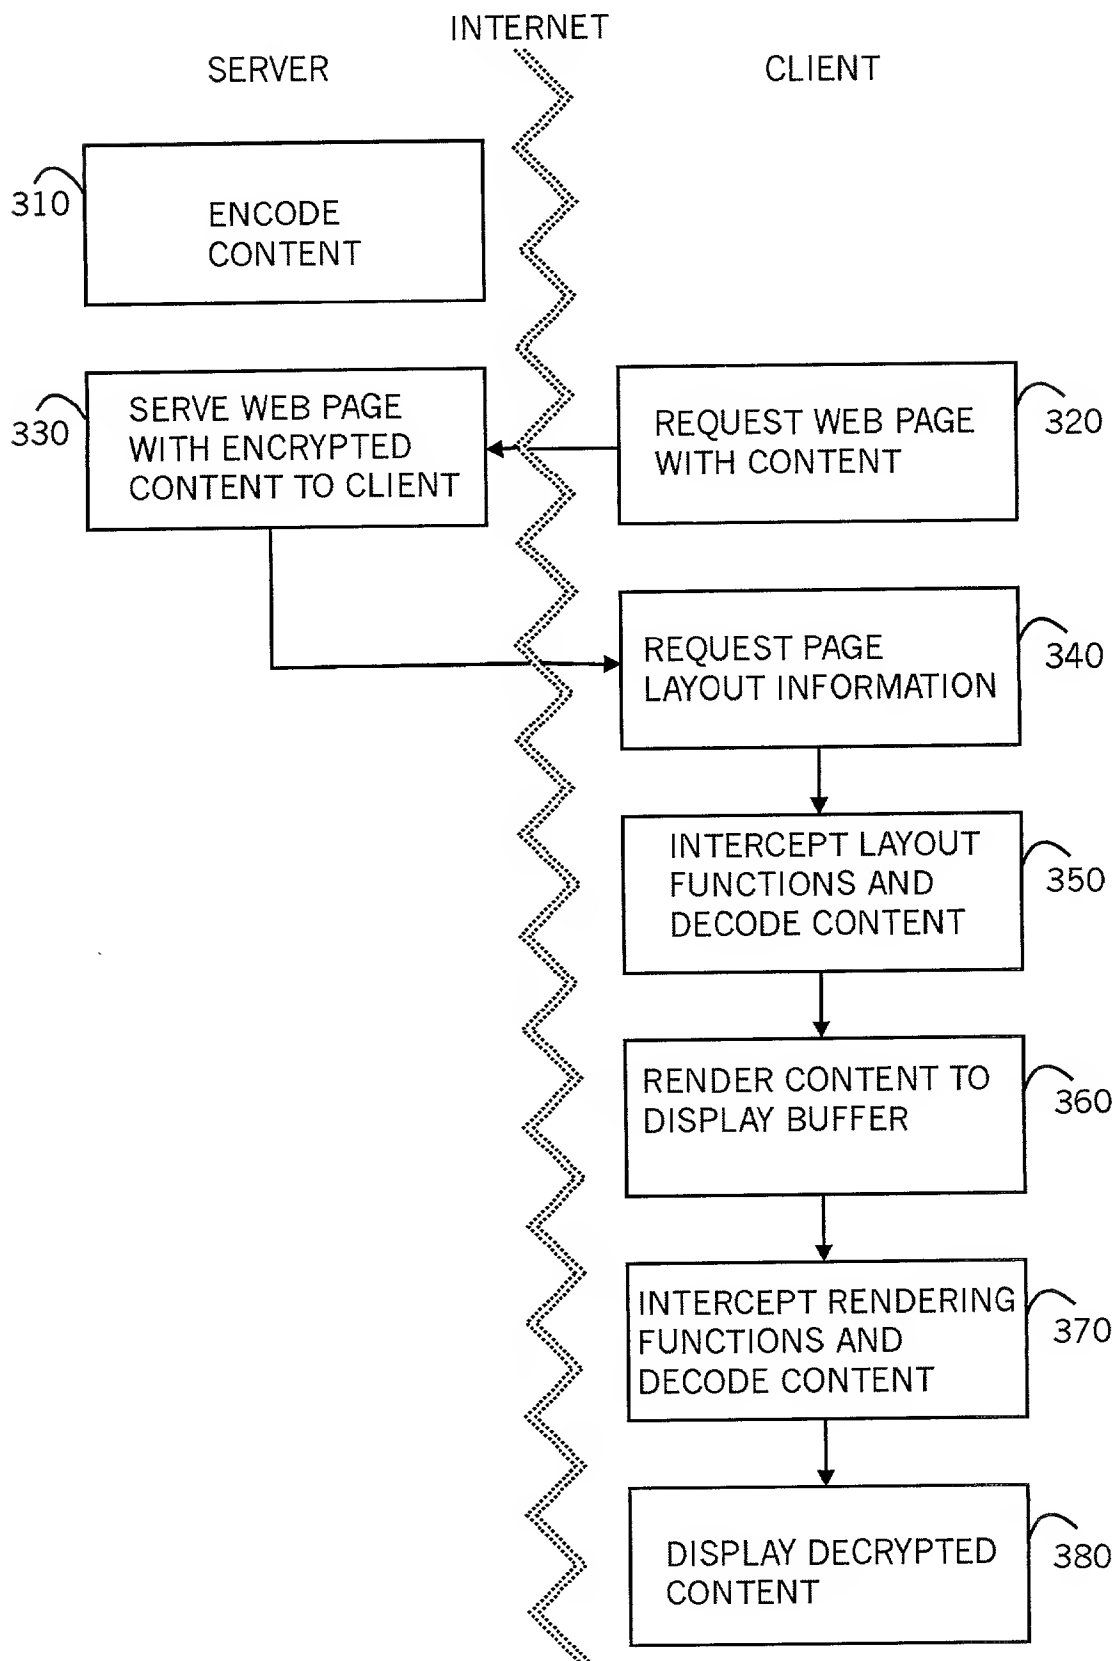 INTERNET
SERVER
CLIENT
310
ENCODE
CONTENT
330
SERVE WEB PAGE
WITH ENCRYPTED
CONTENT TO CLIENT
REQUEST WEB PAGE
WITH CONTENT
320
REQUEST PAGE
LAYOUT INFORMATION
340
INTERCEPT LAYOUT
FUNCTIONS AND
DECODE CONTENT
350
RENDER CONTENT TO
DISPLAY BUFFER
360
INTERCEPT RENDERING
FUNCTIONS AND
DECODE CONTENT
370
DISPLAY DECRYPTED
CONTENT
380